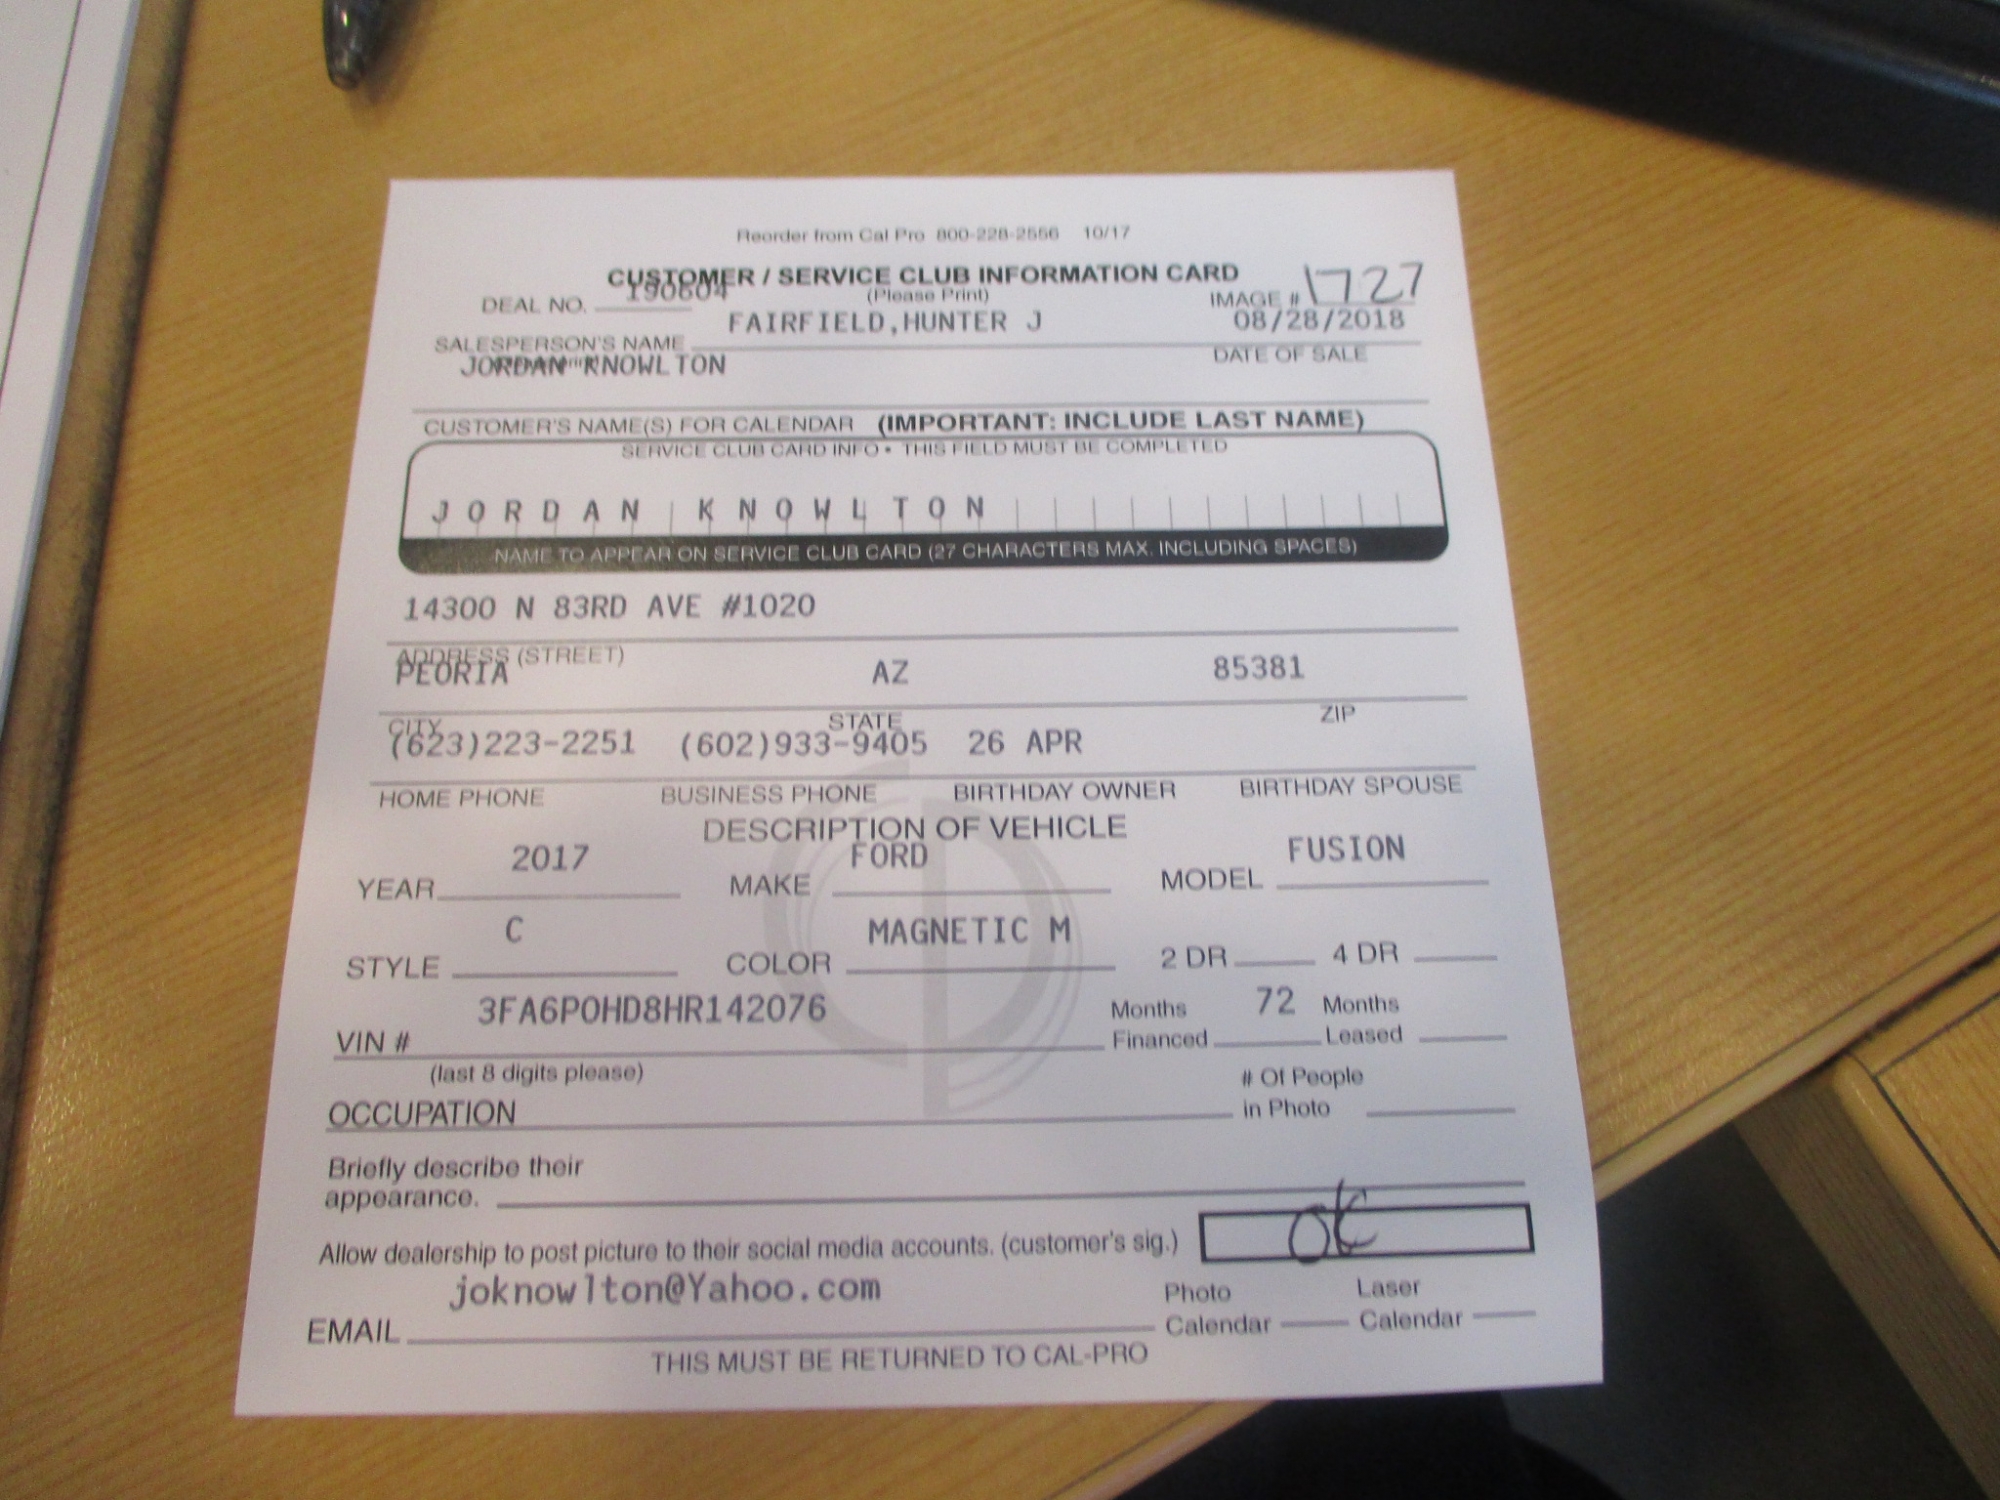 Reorder from Cal Pro 800-228-2556 10/17
CUSTOMER / SERVICE CLUB INFORMATION CARD
DEAL NO. 190604 (Please Print) IMAGE # 1727
FAIRFIELD,HUNTER J 08/28/2018
SALESPERSON'S NAME DATE OF SALE
JORDAN KNOWLTON
CUSTOMER'S NAME(S) FOR CALENDAR (IMPORTANT: INCLUDE LAST NAME)
SERVICE CLUB CARD INFO • THIS FIELD MUST BE COMPLETED
JORDAN KNOWLTON
NAME TO APPEAR ON SERVICE CLUB CARD (27 CHARACTERS MAX. INCLUDING SPACES)
14300 N 83RD AVE #1020
ADDRESS (STREET)
PEORIA AZ 85381
CITY STATE ZIP
(623)223-2251 (602)933-9405 26 APR
HOME PHONE BUSINESS PHONE BIRTHDAY OWNER BIRTHDAY SPOUSE
DESCRIPTION OF VEHICLE
2017 FORD FUSION
YEAR MAKE MODEL
C MAGNETIC M
STYLE COLOR 2 DR 4 DR
3FA6P0HD8HR142076 Months 72 Months
VIN # Financed Leased
(last 8 digits please) # Of People
OCCUPATION in Photo
Briefly describe their
appearance.
Allow dealership to post picture to their social media accounts. (customer's sig.) OK
joknowlton@Yahoo.com Photo Laser
EMAIL Calendar Calendar
THIS MUST BE RETURNED TO CAL-PRO